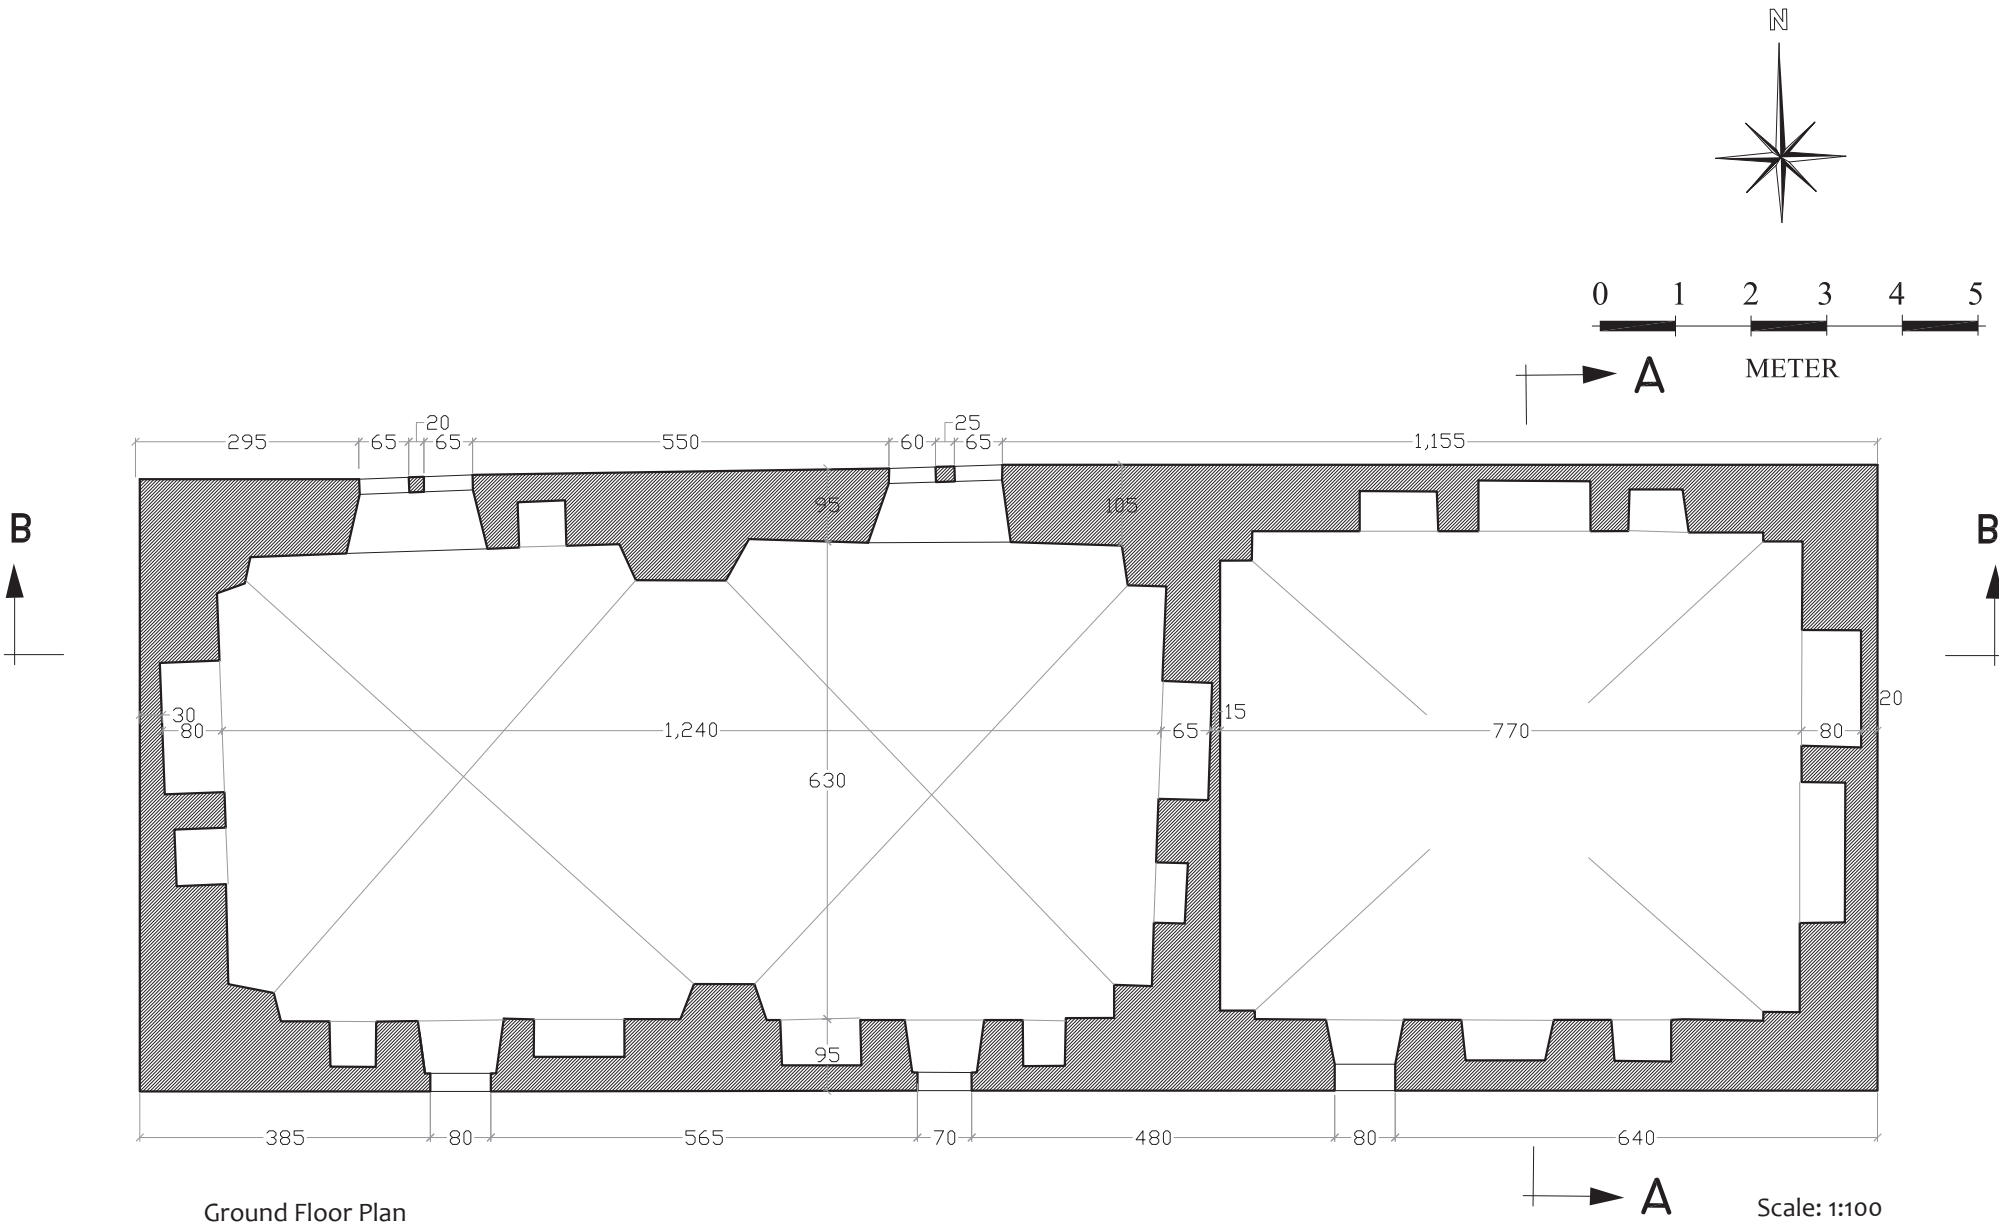 N
0 1 2 3 4 5
METER
A
20 25
295 65 65 550 60 65 1,155
95 105
B B
20
30 15
80 1,240 65 770 80
630
95
385 80 565 70 480 80 640
A
Ground Floor Plan Scale: 1:100